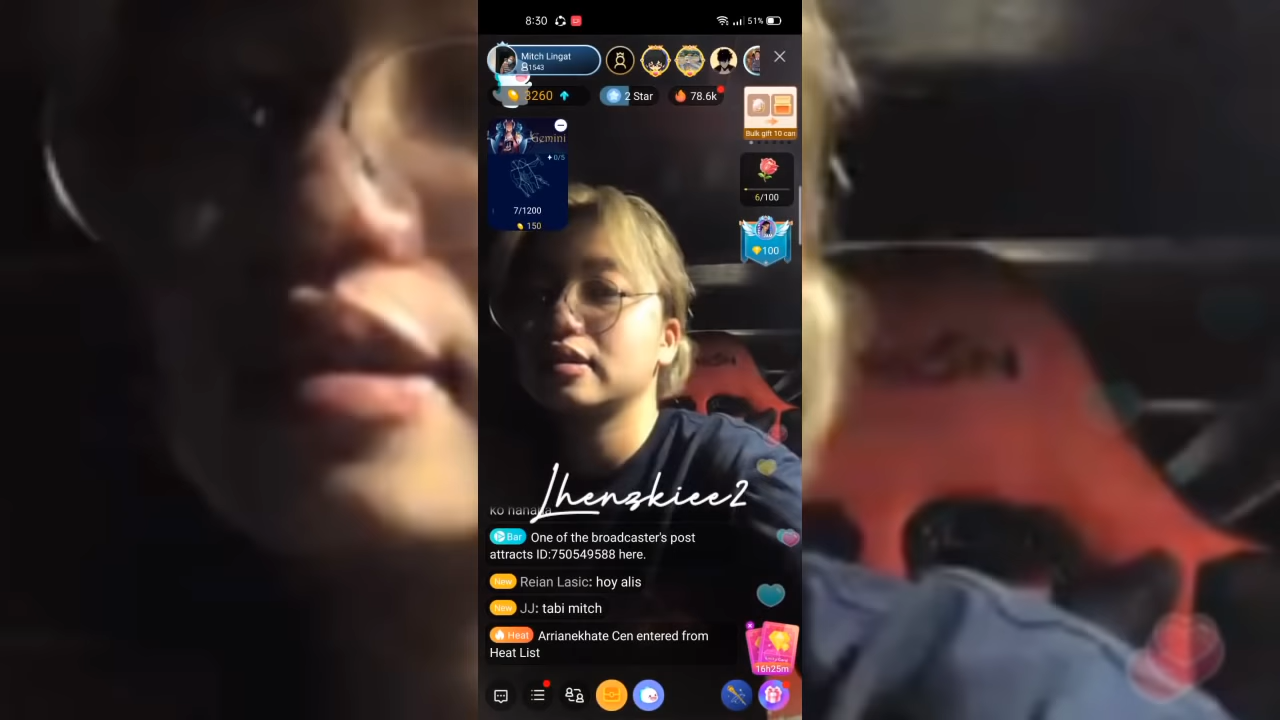 8:30
51%
Mitch Lingat
1543
3260
2 Star
78.6k
Bulk gift 10 can
Gemini
0/5
7/1200
150
6/100
100
Lhenzkiee2
ko hahaha
Bar One of the broadcaster's post
attracts ID:750549588 here.
New Reian Lasic: hoy alis
New JJ: tabi mitch
Heat Arrianekhate Cen entered from
Heat List
16h25m